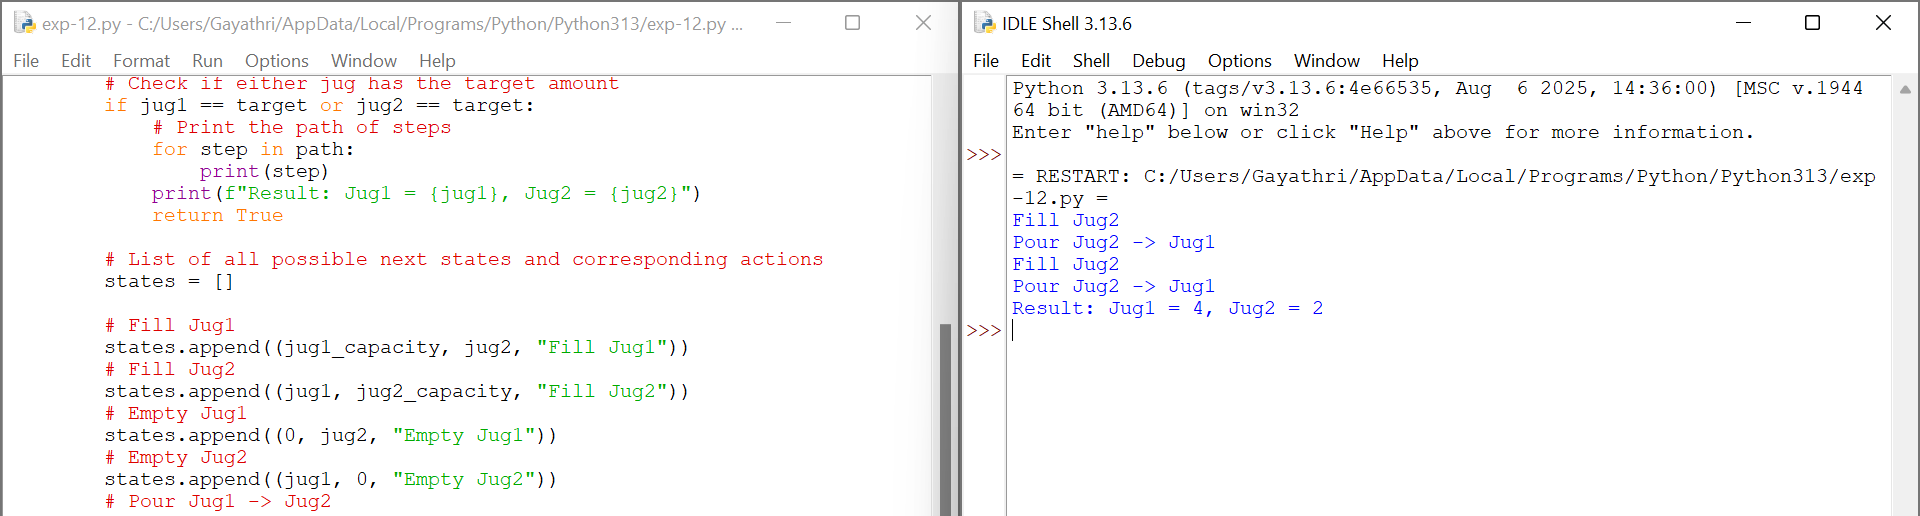 exp-12.py - C:/Users/Gayathri/AppData/Local/Programs/Python/Python313/exp-12.py ...
File Edit Format Run Options Window Help
# Check if either jug has the target amount
if jug1 == target or jug2 == target:
# Print the path of steps
for step in path:
print(step)
print(f"Result: Jug1 = {jug1}, Jug2 = {jug2}")
return True
# List of all possible next states and corresponding actions
states = []
# Fill Jug1
states.append((jug1_capacity, jug2, "Fill Jug1"))
# Fill Jug2
states.append((jug1, jug2_capacity, "Fill Jug2"))
# Empty Jug1
states.append((0, jug2, "Empty Jug1"))
# Empty Jug2
states.append((jug1, 0, "Empty Jug2"))
# Pour Jug1 -> Jug2
IDLE Shell 3.13.6
File Edit Shell Debug Options Window Help
Python 3.13.6 (tags/v3.13.6:4e66535, Aug  6 2025, 14:36:00) [MSC v.1944
64 bit (AMD64)] on win32
Enter "help" below or click "Help" above for more information.
>>>
= RESTART: C:/Users/Gayathri/AppData/Local/Programs/Python/Python313/exp
-12.py =
Fill Jug2
Pour Jug2 -> Jug1
Fill Jug2
Pour Jug2 -> Jug1
Result: Jug1 = 4, Jug2 = 2
>>>